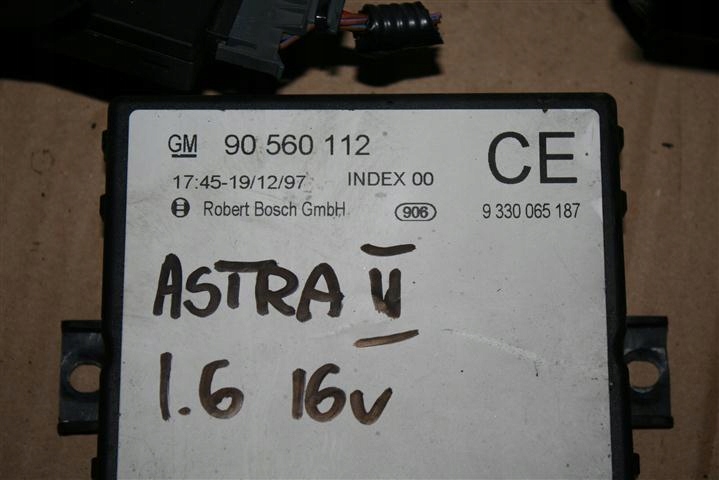 GM 90 560 112 CE
17:45-19/12/97 INDEX 00
Robert Bosch GmbH 906 9 330 065 187
ASTRA II
1.6 16v